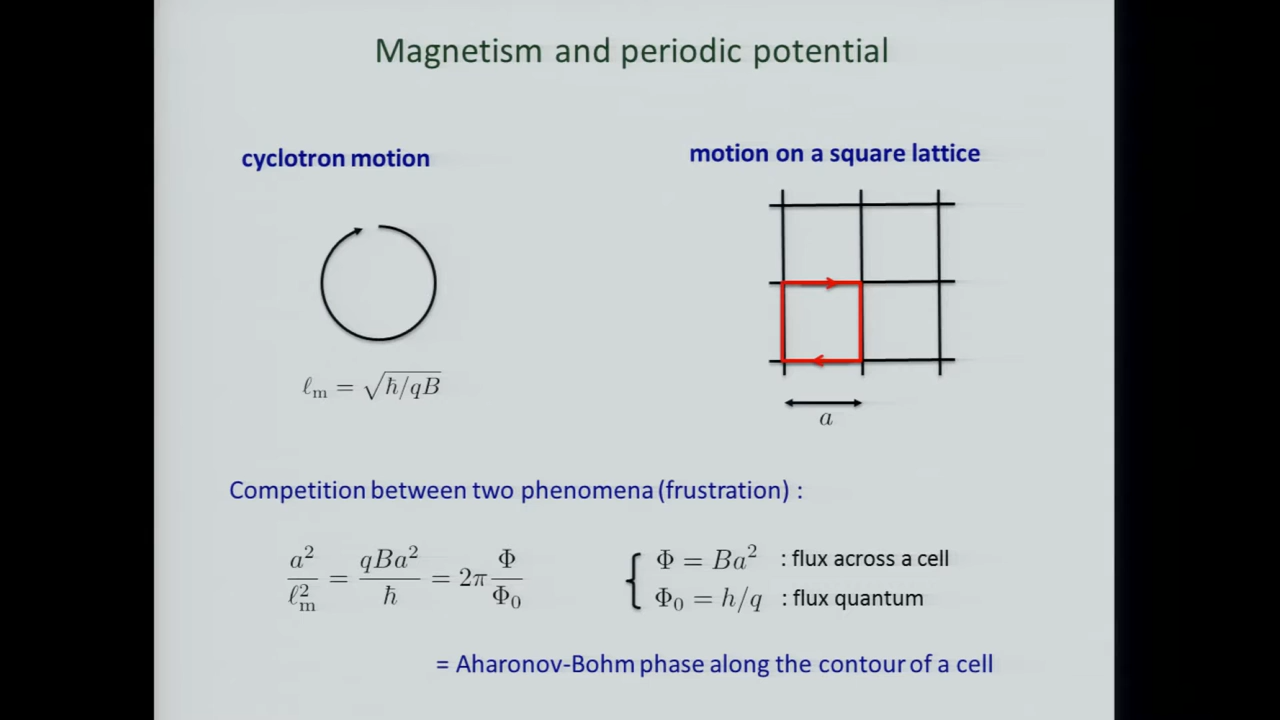 Magnetism and periodic potential
cyclotron motion
motion on a square lattice
ℓ_m = √(ħ/qB)
a
Competition between two phenomena (frustration) :
a²/ℓ_m² = qBa²/ħ = 2π Φ/Φ₀
Φ = Ba² : flux across a cell
Φ₀ = h/q : flux quantum
= Aharonov-Bohm phase along the contour of a cell